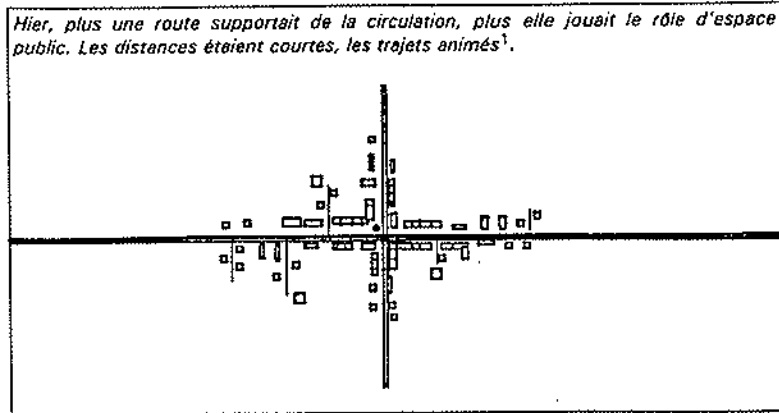 Hier, plus une route supportait de la circulation, plus elle jouait le rôle d'espace
public. Les distances étaient courtes, les trajets animés¹.